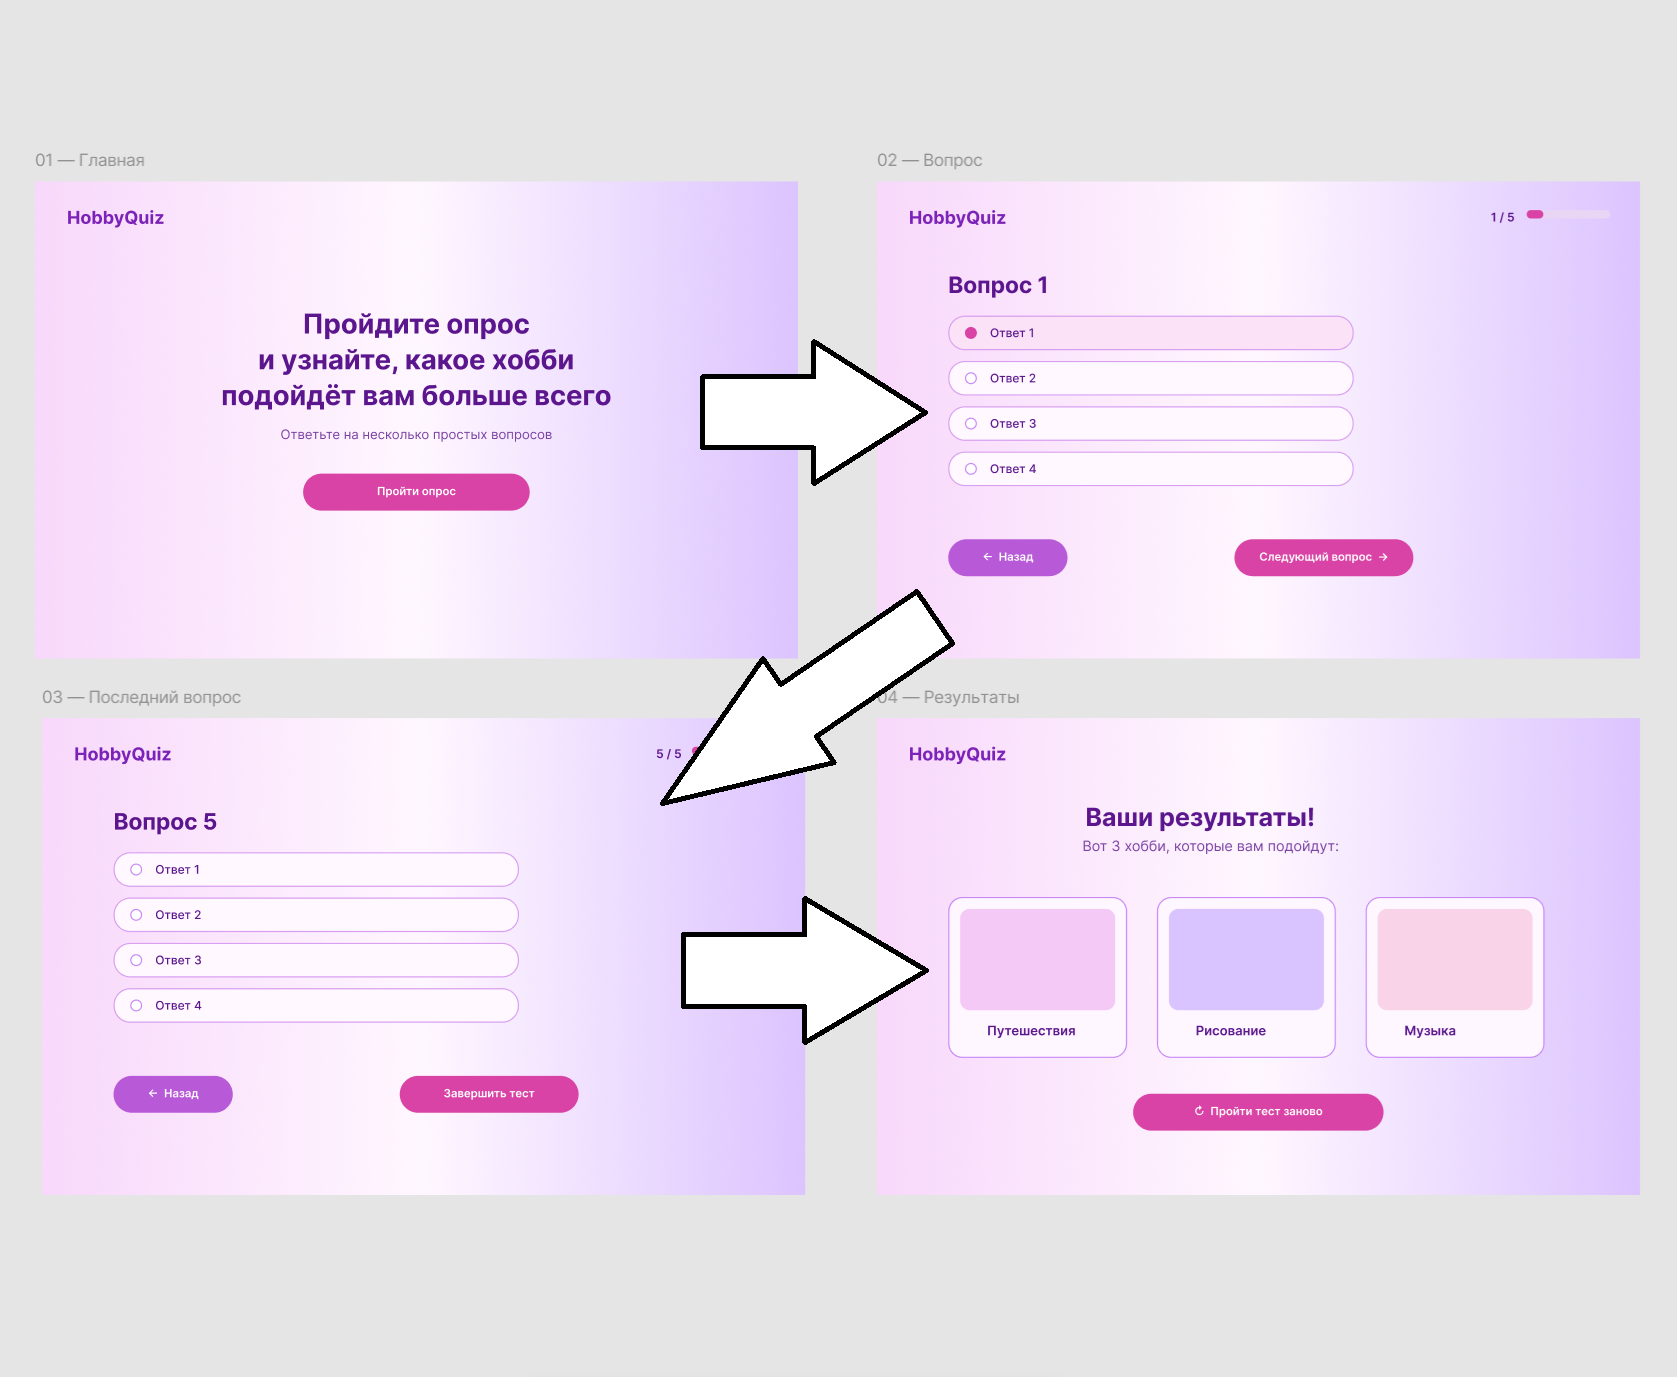 01 — Главная
HobbyQuiz
Пройдите опрос
и узнайте, какое хобби
подойдёт вам больше всего
Ответьте на несколько простых вопросов
Пройти опрос
02 — Вопрос
HobbyQuiz
1 / 5
Вопрос 1
Ответ 1
Ответ 2
Ответ 3
Ответ 4
← Назад
Следующий вопрос →
03 — Последний вопрос
HobbyQuiz
5 / 5
Вопрос 5
Ответ 1
Ответ 2
Ответ 3
Ответ 4
← Назад
Завершить тест
04 — Результаты
HobbyQuiz
Ваши результаты!
Вот 3 хобби, которые вам подойдут:
Путешествия
Рисование
Музыка
↻ Пройти тест заново